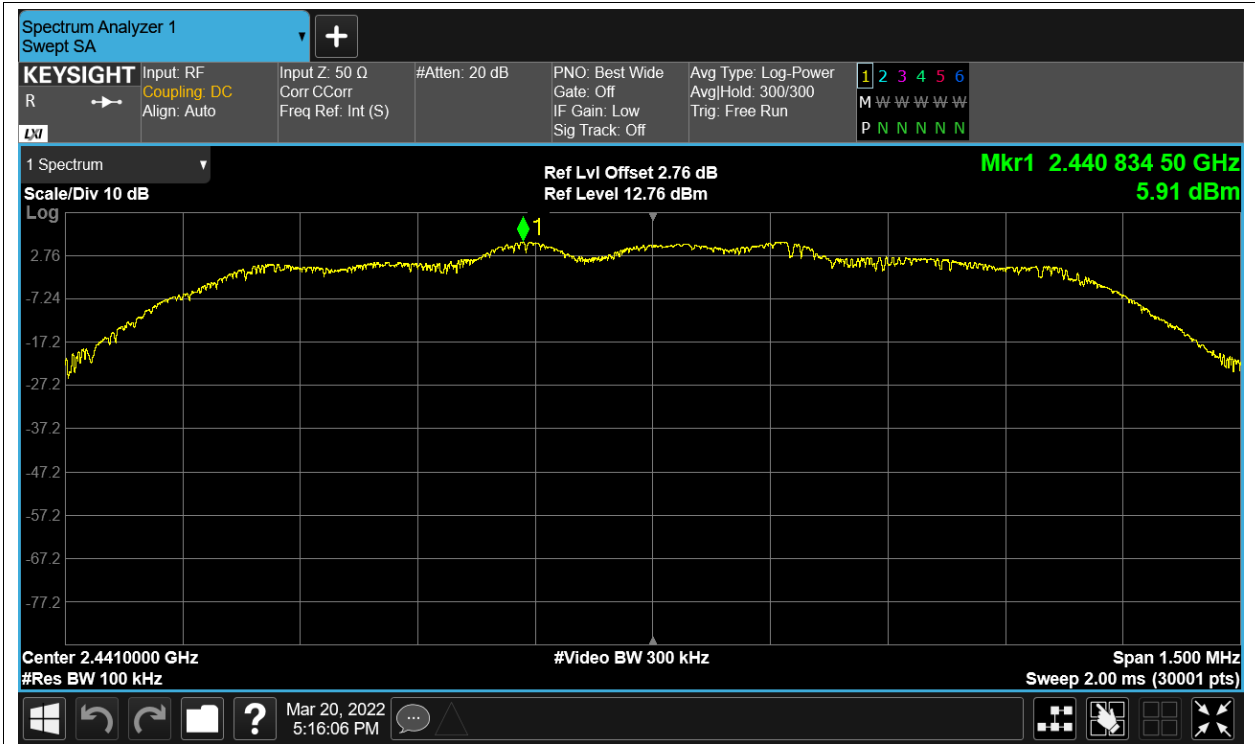 Spectrum Analyzer 1
Swept SA
KEYSIGHT
R
LXI
Input: RF
Coupling: DC
Align: Auto
Input Z: 50 Ω
Corr CCorr
Freq Ref: Int (S)
#Atten: 20 dB
PNO: Best Wide
Gate: Off
IF Gain: Low
Sig Track: Off
Avg Type: Log-Power
Avg|Hold: 300/300
Trig: Free Run
1 2 3 4 5 6
M W W W W W
P N N N N N
1 Spectrum
Scale/Div 10 dB
Log
Ref Lvl Offset 2.76 dB
Ref Level 12.76 dBm
Mkr1 2.440 834 50 GHz
5.91 dBm
1
2.76
-7.24
-17.2
-27.2
-37.2
-47.2
-57.2
-67.2
-77.2
Center 2.4410000 GHz
#Res BW 100 kHz
#Video BW 300 kHz
Span 1.500 MHz
Sweep 2.00 ms (30001 pts)
?
Mar 20, 2022
5:16:06 PM